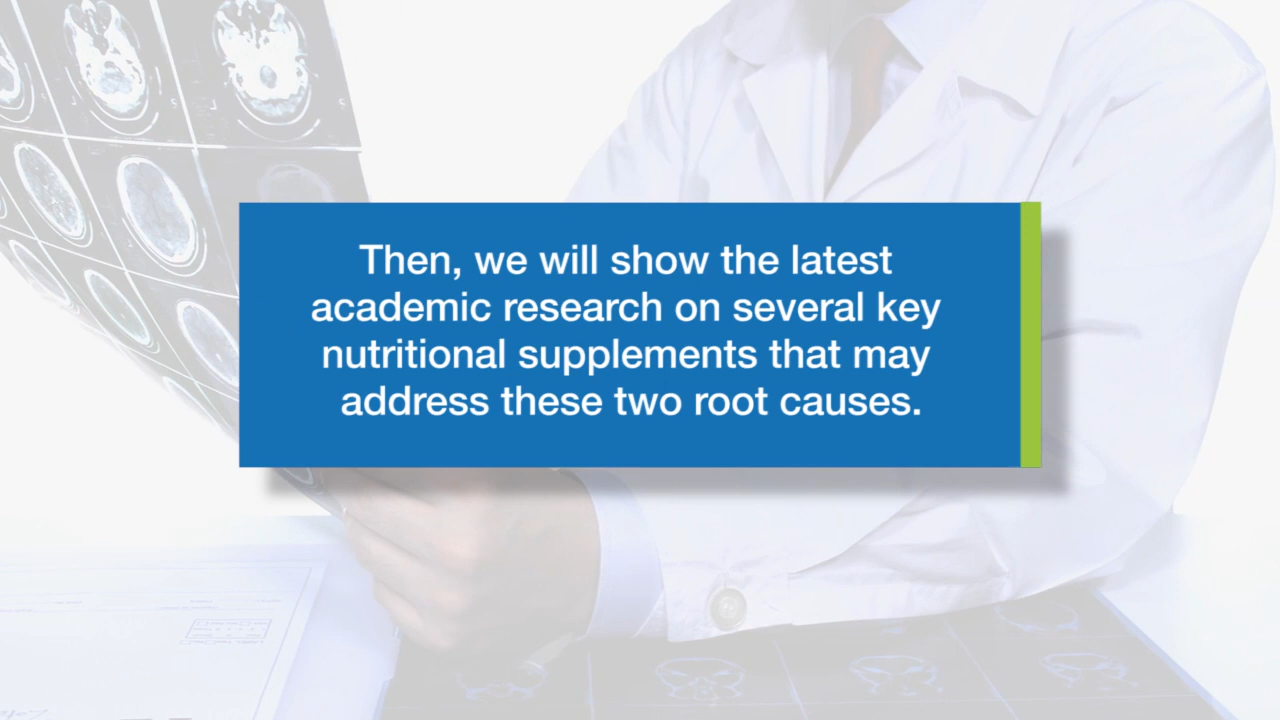 Then, we will show the latest
academic research on several key
nutritional supplements that may
address these two root causes.